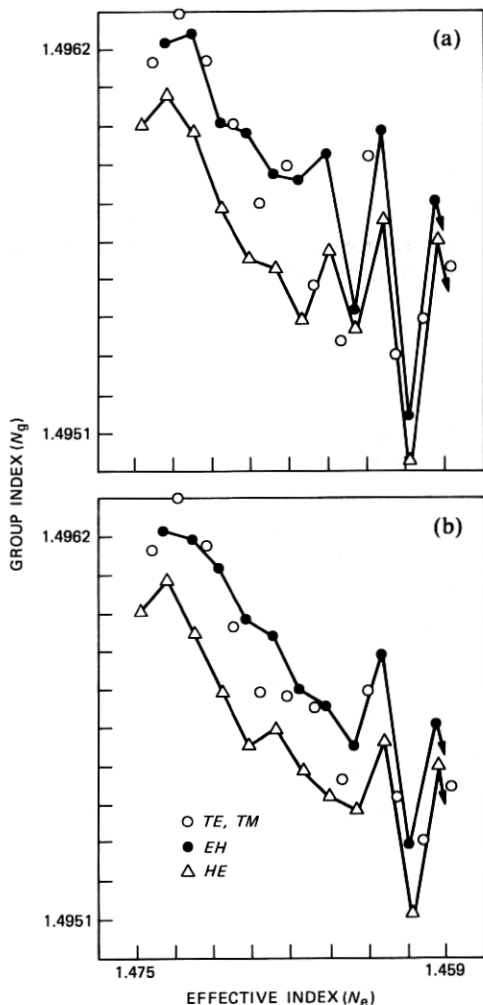 (a)
1.4962
1.4951
GROUP INDEX (Ng)
(b)
1.4962
○ TE, TM
● EH
△ HE
1.4951
1.475
1.459
EFFECTIVE INDEX (Ne)